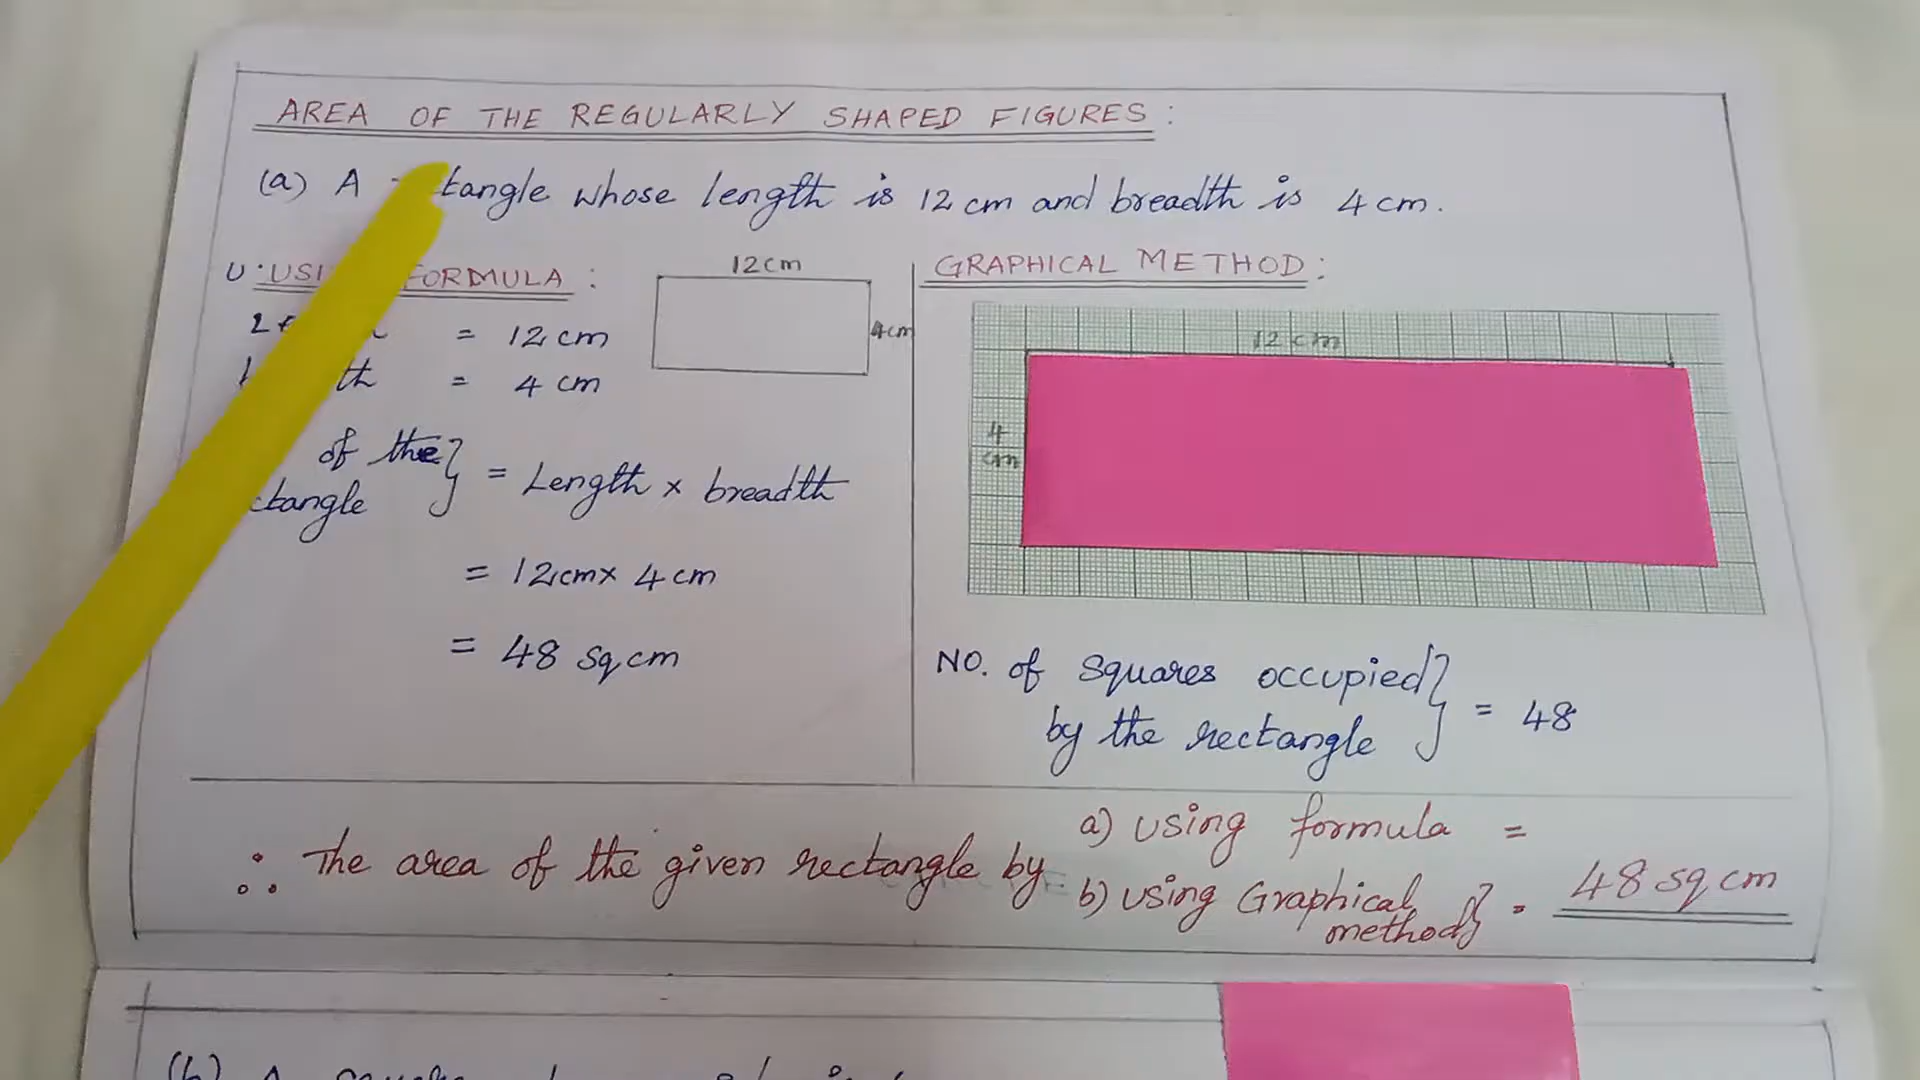 AREA OF THE REGULARLY SHAPED FIGURES :
(a) A tangle whose length is 12 cm and breadth is 4 cm.
U : USI FORMULA :
= 12 cm
= 4 cm
of the } = Length × breadth
ctangle
= 12cm× 4 cm
= 48 sq cm
12cm
4cm
GRAPHICAL METHOD :
12 cm
4
cm
NO. of squares occupied } = 48
by the rectangle
∴ The area of the given rectangle by
a) using formula =
b) using Graphical method } = 48 sq cm
(b) A